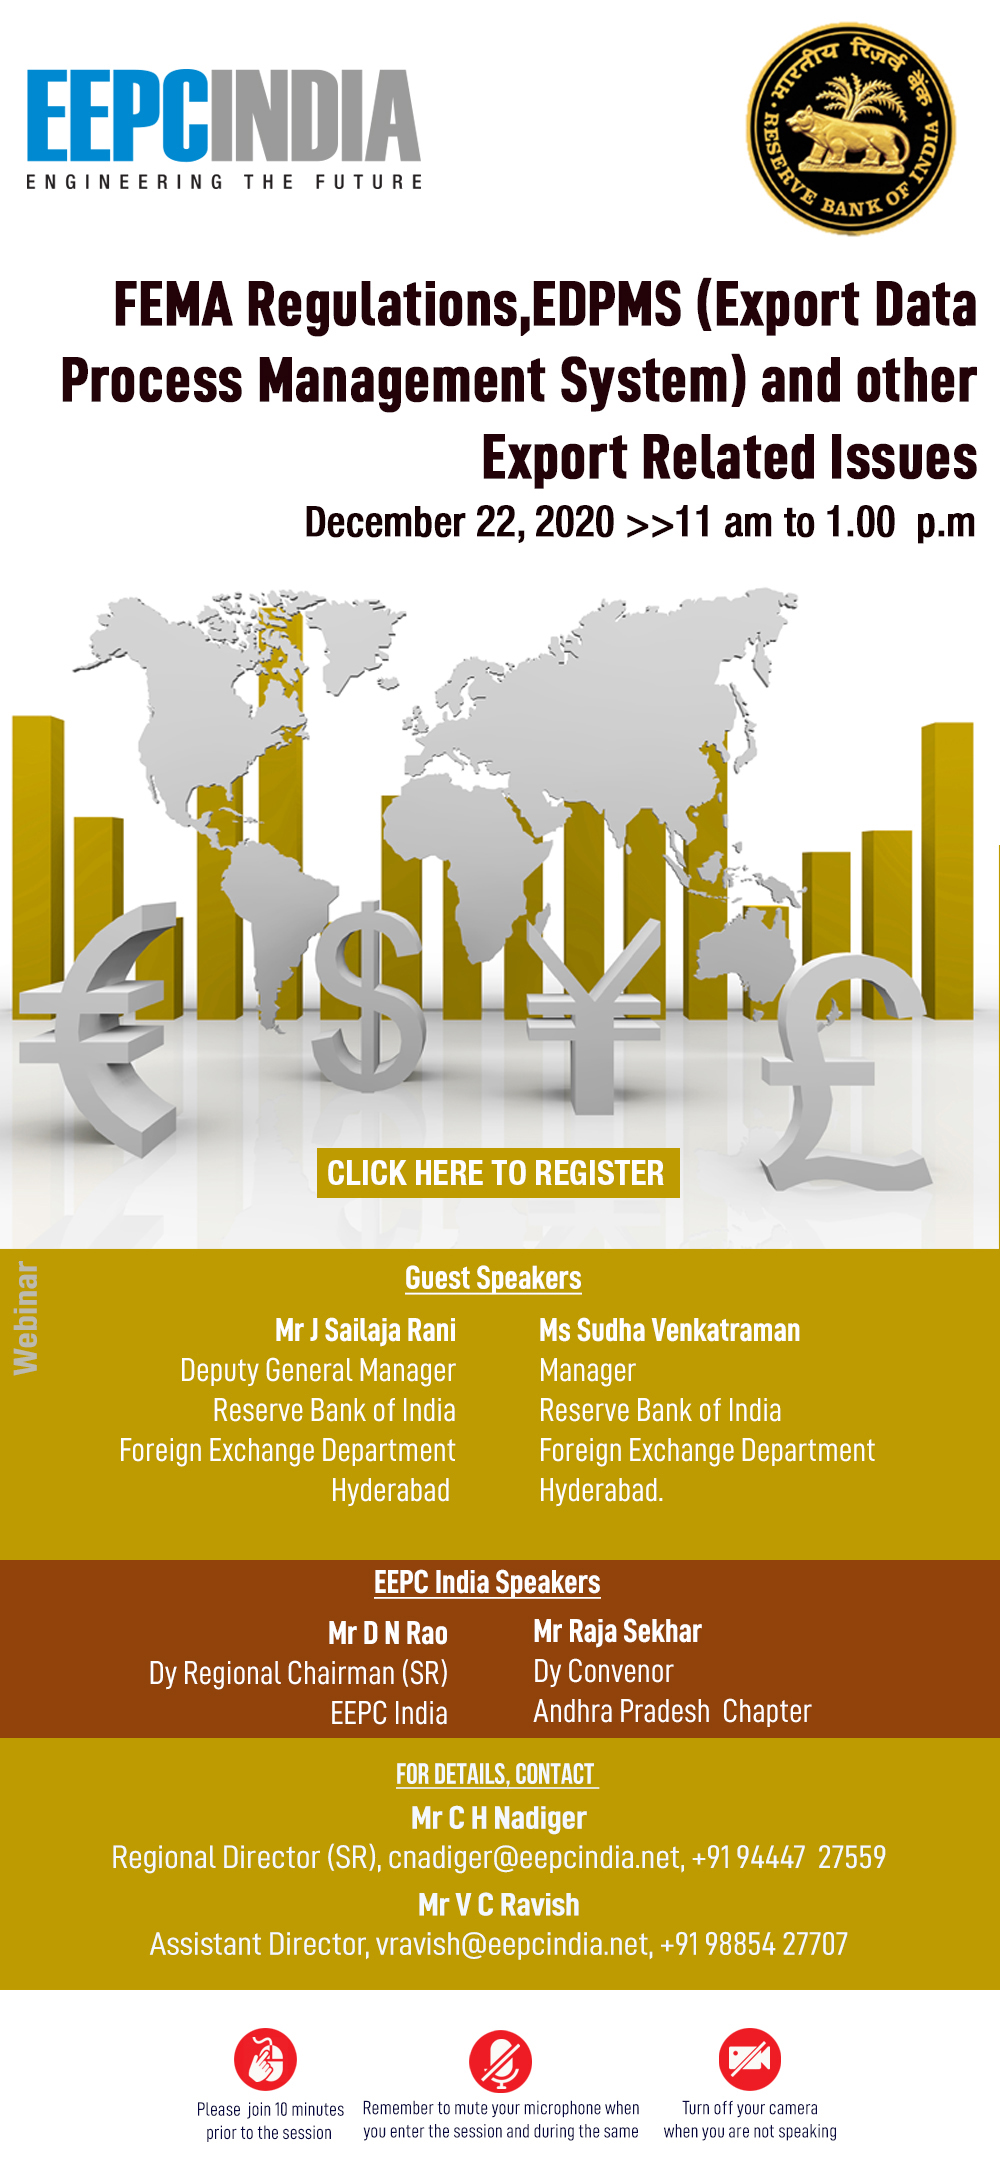 EEPCINDIA
ENGINEERING THE FUTURE
भारतीय रिज़र्व बैंक
RESERVE BANK OF INDIA
FEMA Regulations,EDPMS (Export Data
Process Management System) and other
Export Related Issues
December 22, 2020 >>11 am to 1.00 p.m
€ $ ¥ £
CLICK HERE TO REGISTER
Webinar
Guest Speakers
Mr J Sailaja Rani
Deputy General Manager
Reserve Bank of India
Foreign Exchange Department
Hyderabad
Ms Sudha Venkatraman
Manager
Reserve Bank of India
Foreign Exchange Department
Hyderabad.
EEPC India Speakers
Mr D N Rao
Dy Regional Chairman (SR)
EEPC India
Mr Raja Sekhar
Dy Convenor
Andhra Pradesh Chapter
FOR DETAILS, CONTACT
Mr C H Nadiger
Regional Director (SR), cnadiger@eepcindia.net, +91 94447 27559
Mr V C Ravish
Assistant Director, vravish@eepcindia.net, +91 98854 27707
Please join 10 minutes
prior to the session
Remember to mute your microphone when
you enter the session and during the same
Turn off your camera
when you are not speaking